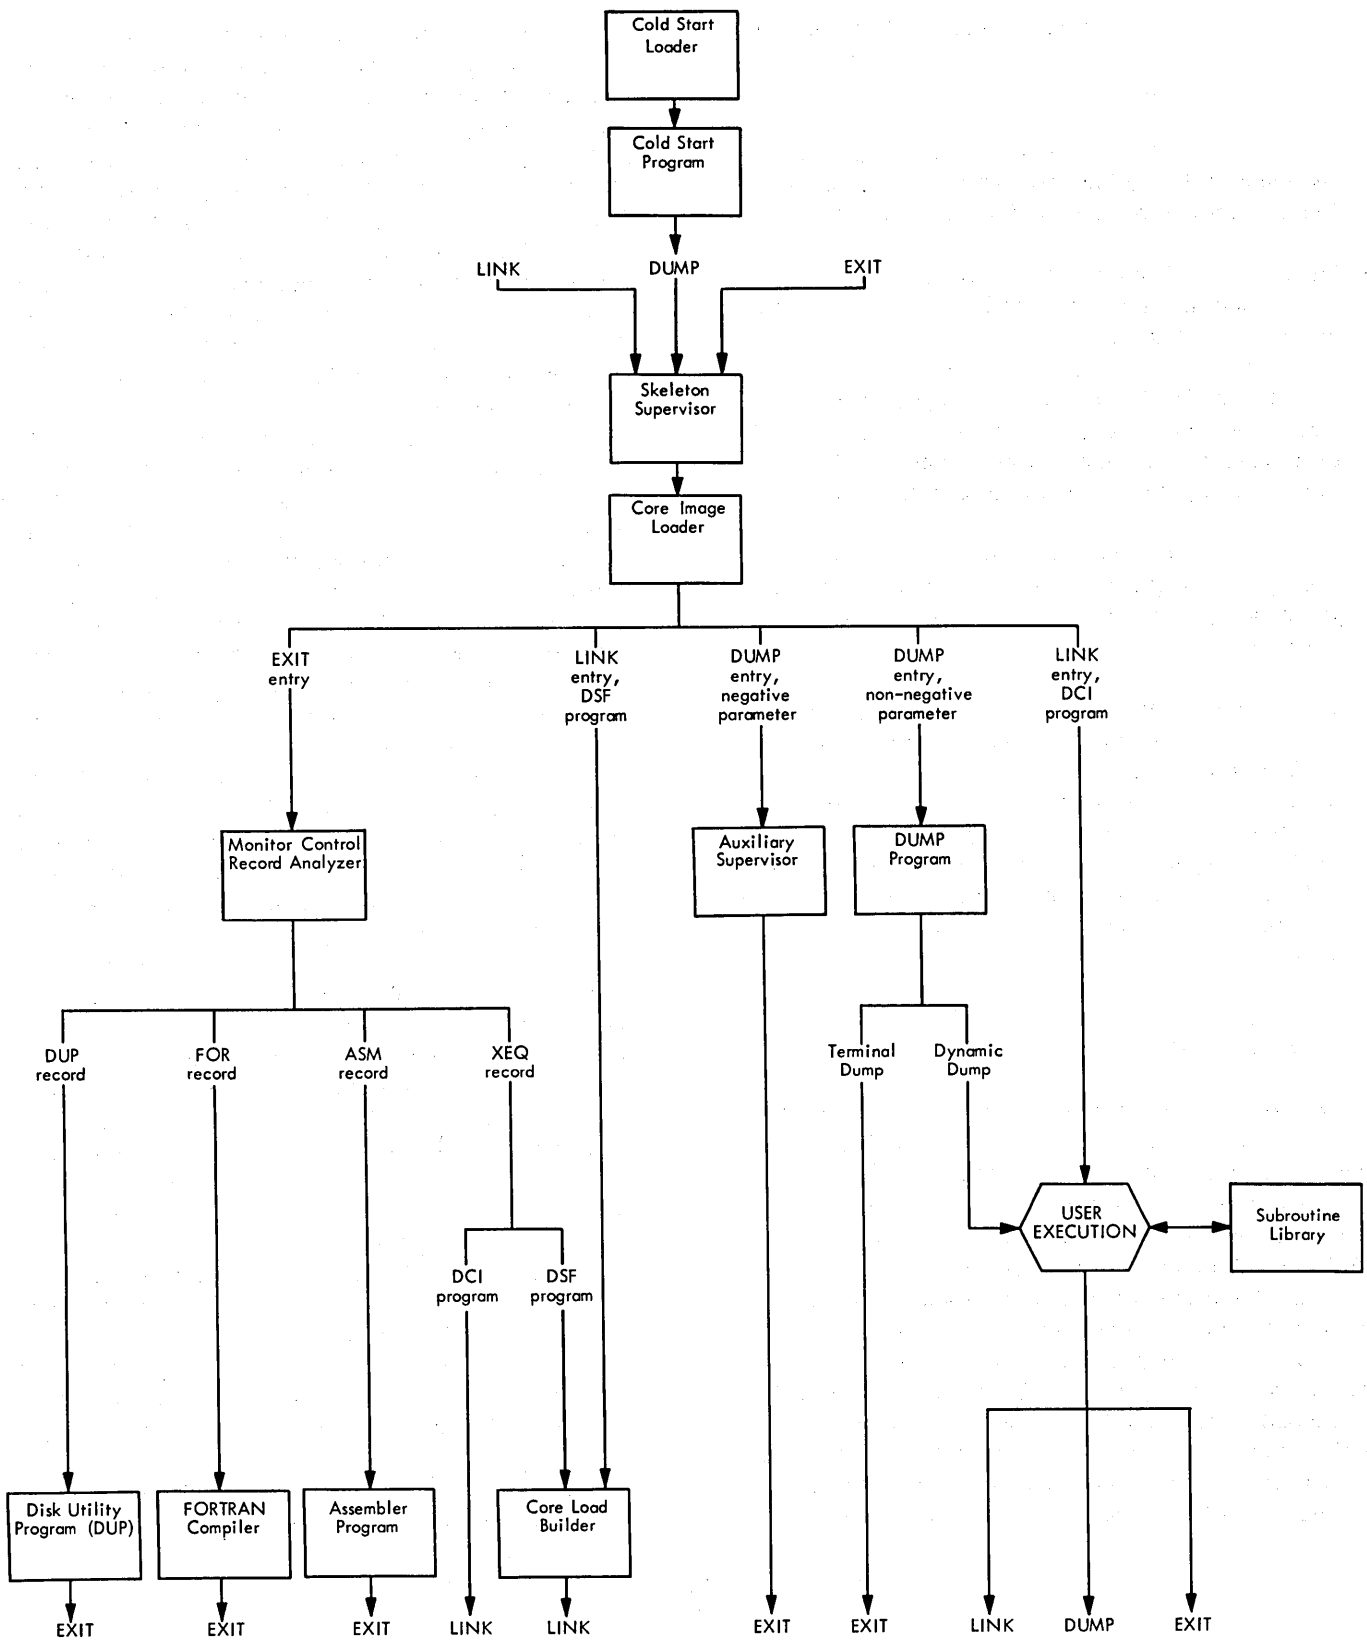 Cold Start
Loader
Cold Start
Program
LINK
DUMP
EXIT
Skeleton
Supervisor
Core Image
Loader
EXIT
entry
LINK
entry,
DSF
program
DUMP
entry,
negative
parameter
DUMP
entry,
non-negative
parameter
LINK
entry,
DCI
program
Monitor Control
Record Analyzer
Auxiliary
Supervisor
DUMP
Program
DUP
record
FOR
record
ASM
record
XEQ
record
Terminal
Dump
Dynamic
Dump
USER
EXECUTION
Subroutine
Library
DCI
program
DSF
program
Disk Utility
Program (DUP)
FORTRAN
Compiler
Assembler
Program
Core Load
Builder
EXIT
EXIT
EXIT
LINK
LINK
EXIT
EXIT
LINK
DUMP
EXIT